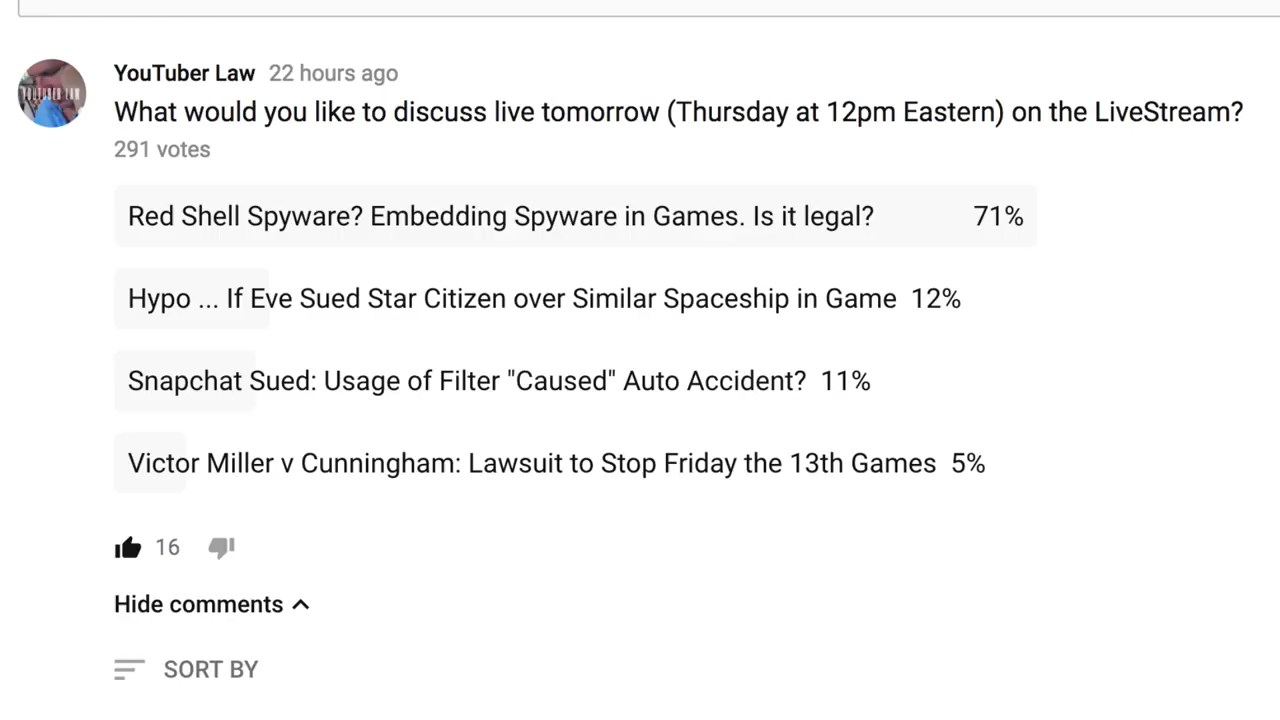 YouTuber Law 22 hours ago
YOUTUBER LAW
What would you like to discuss live tomorrow (Thursday at 12pm Eastern) on the LiveStream?
291 votes
Red Shell Spyware? Embedding Spyware in Games. Is it legal? 71%
Hypo ... If Eve Sued Star Citizen over Similar Spaceship in Game 12%
Snapchat Sued: Usage of Filter "Caused" Auto Accident? 11%
Victor Miller v Cunningham: Lawsuit to Stop Friday the 13th Games 5%
16
Hide comments
SORT BY